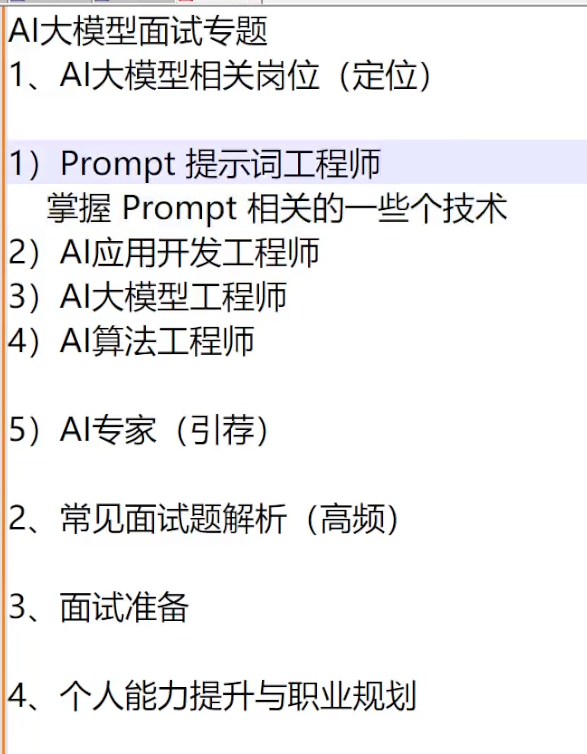 AI大模型面试专题
1、AI大模型相关岗位（定位）
1）Prompt 提示词工程师
掌握 Prompt 相关的一些个技术
2）AI应用开发工程师
3）AI大模型工程师
4）AI算法工程师
5）AI专家（引荐）
2、常见面试题解析（高频）
3、面试准备
4、个人能力提升与职业规划